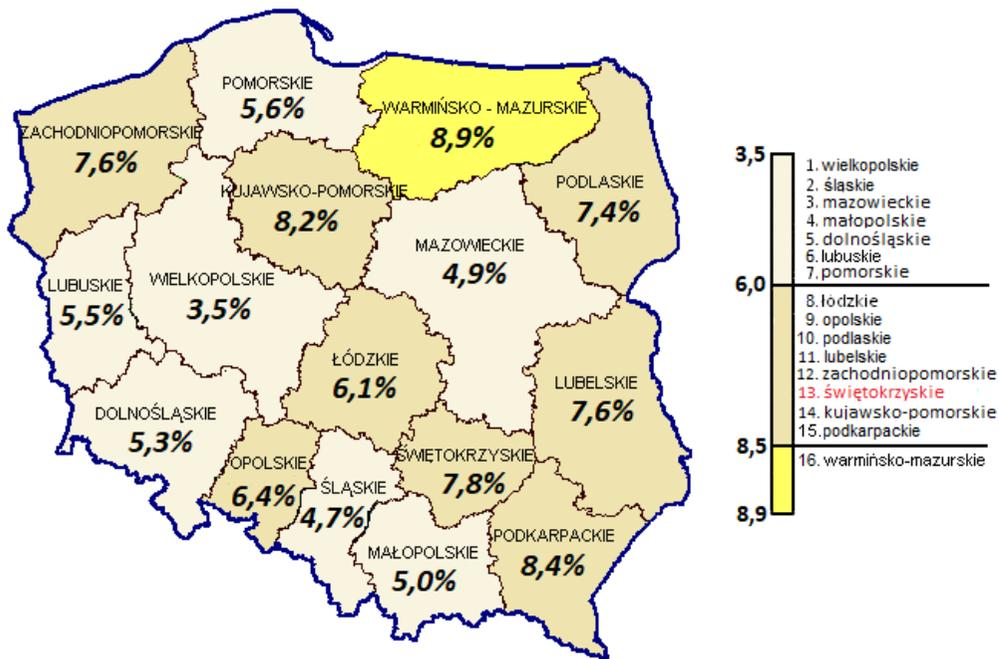 POMORSKIE
5,6%
WARMIŃSKO - MAZURSKIE
8,9%
ZACHODNIOPOMORSKIE
7,6%
KUJAWSKO-POMORSKIE
8,2%
PODLASKIE
7,4%
MAZOWIECKIE
4,9%
LUBUSKIE
5,5%
WIELKOPOLSKIE
3,5%
ŁÓDZKIE
6,1%
LUBELSKIE
7,6%
DOLNOŚLĄSKIE
5,3%
OPOLSKIE
6,4%
ŚLĄSKIE
4,7%
ŚWIĘTOKRZYSKIE
7,8%
MAŁOPOLSKIE
5,0%
PODKARPACKIE
8,4%
3,5
1. wielkopolskie
2. śląskie
3. mazowieckie
4. małopolskie
5. dolnośląskie
6. lubuskie
7. pomorskie
6,0
8. łódzkie
9. opolskie
10. podlaskie
11. lubelskie
12. zachodniopomorskie
13. świętokrzyskie
14. kujawsko-pomorskie
15. podkarpackie
8,5
16. warmińsko-mazurskie
8,9